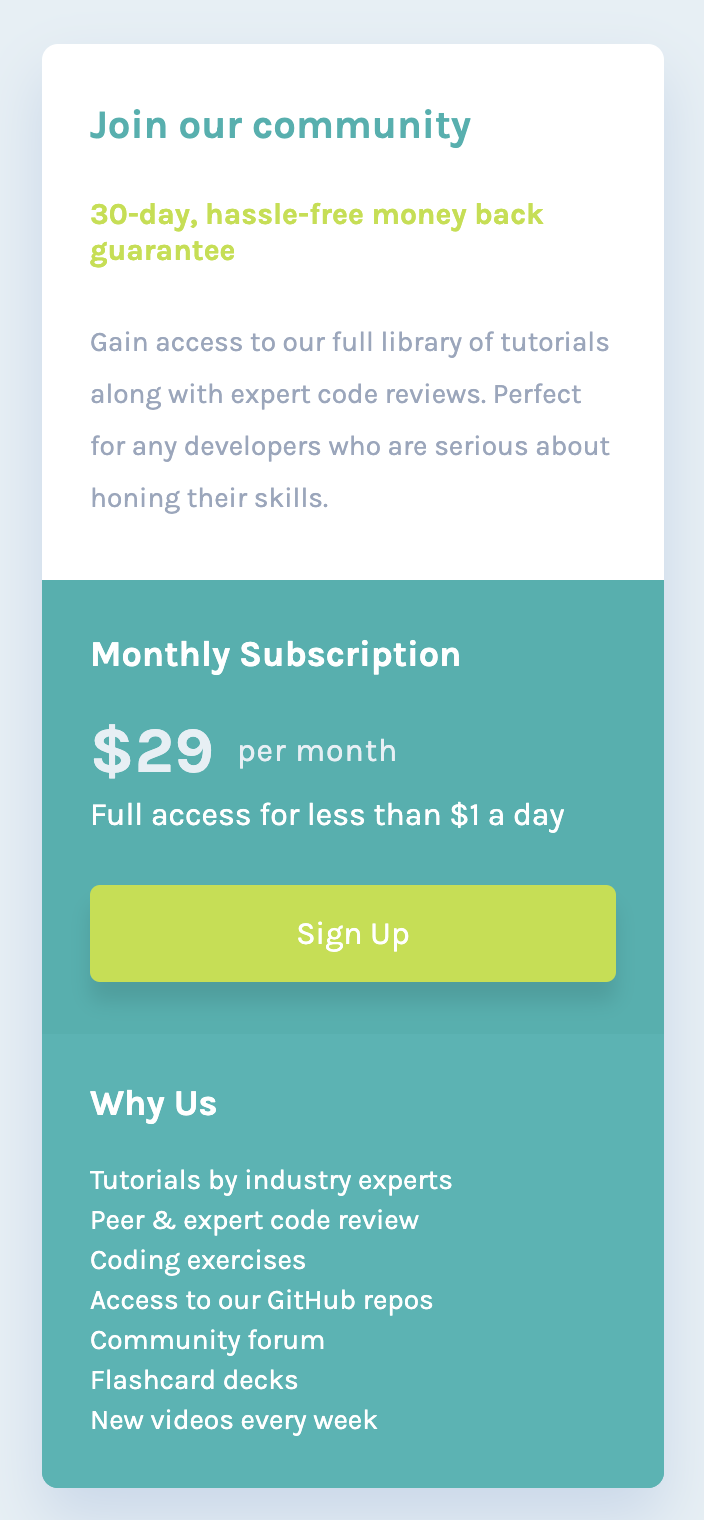 Join our community
30-day, hassle-free money back
guarantee
Gain access to our full library of tutorials
along with expert code reviews. Perfect
for any developers who are serious about
honing their skills.
Monthly Subscription
$29 per month
Full access for less than $1 a day
Sign Up
Why Us
Tutorials by industry experts
Peer & expert code review
Coding exercises
Access to our GitHub repos
Community forum
Flashcard decks
New videos every week